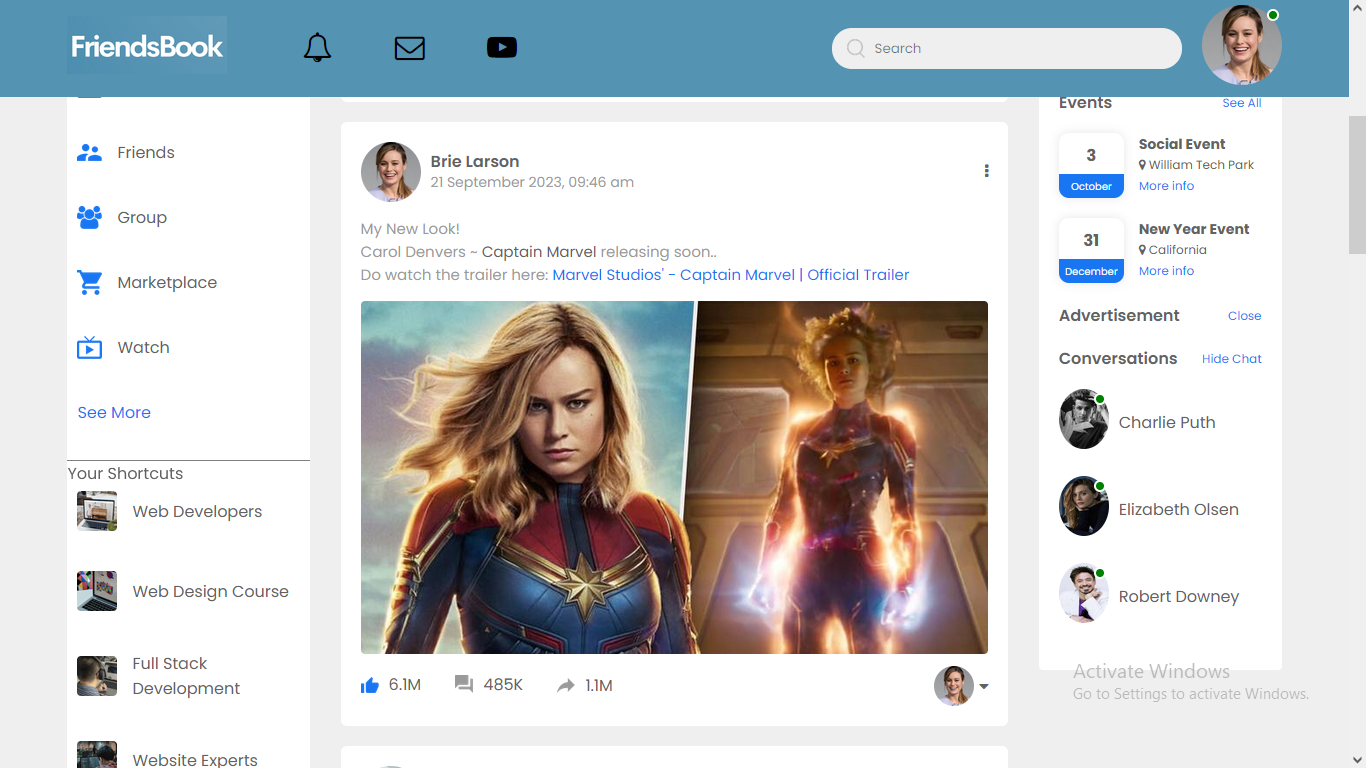 FriendsBook
Search
Friends
Group
Marketplace
Watch
See More
Your Shortcuts
Web Developers
Web Design Course
Full Stack
Development
Website Experts
Brie Larson
21 September 2023, 09:46 am
My New Look!
Carol Denvers ~ Captain Marvel releasing soon..
Do watch the trailer here: Marvel Studios' - Captain Marvel | Official Trailer
6.1M
485K
1.1M
Events
See All
3
October
Social Event
William Tech Park
More info
31
December
New Year Event
California
More info
Advertisement
Close
Conversations
Hide Chat
Charlie Puth
Elizabeth Olsen
Robert Downey
Activate Windows
Go to Settings to activate Windows.